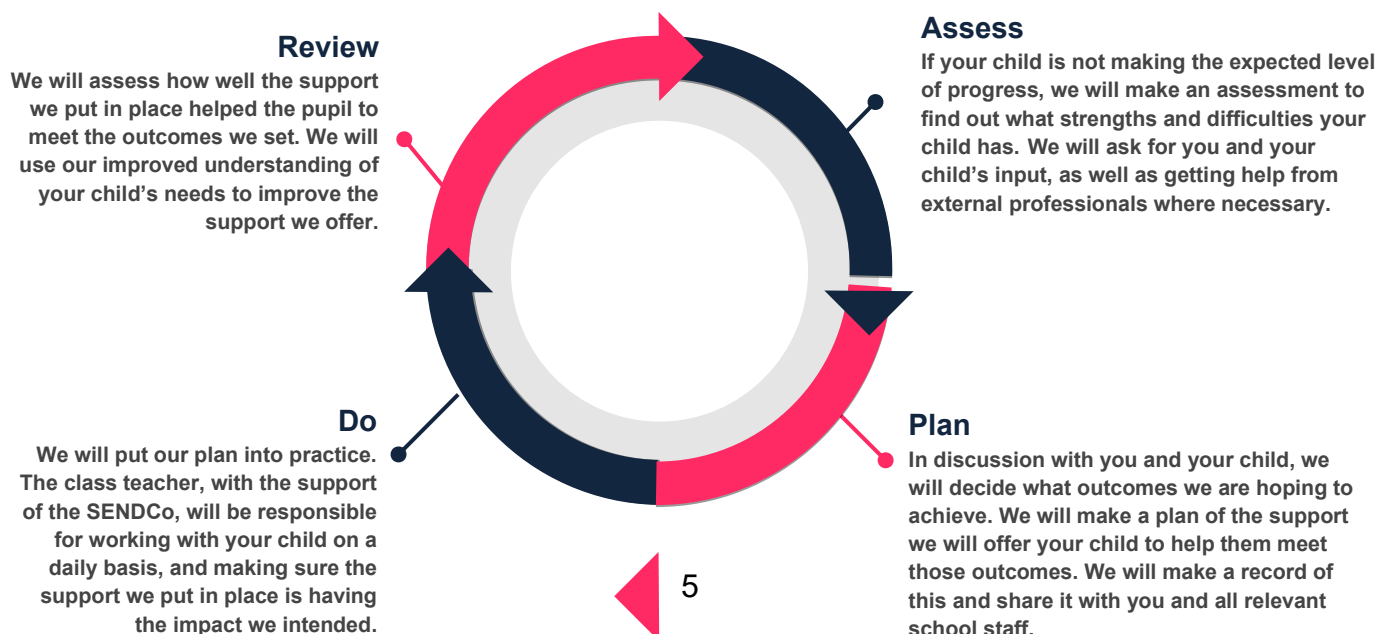 Review
We will assess how well the support
we put in place helped the pupil to
meet the outcomes we set. We will
use our improved understanding of
your child’s needs to improve the
support we offer.
Assess
If your child is not making the expected level
of progress, we will make an assessment to
find out what strengths and difficulties your
child has. We will ask for you and your
child’s input, as well as getting help from
external professionals where necessary.
Do
We will put our plan into practice.
The class teacher, with the support
of the SENDCo, will be responsible
for working with your child on a
daily basis, and making sure the
support we put in place is having
the impact we intended.
Plan
In discussion with you and your child, we
will decide what outcomes we are hoping to
achieve. We will make a plan of the support
we will offer your child to help them meet
those outcomes. We will make a record of
this and share it with you and all relevant
school staff.
5